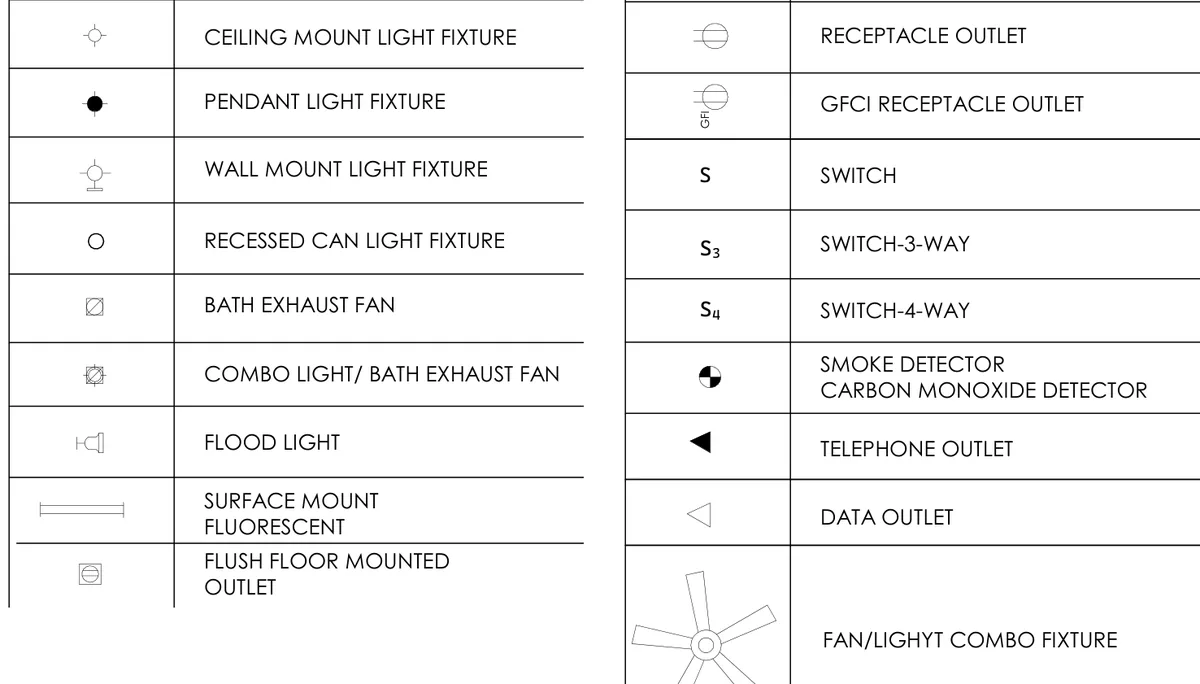 CEILING MOUNT LIGHT FIXTURE
PENDANT LIGHT FIXTURE
WALL MOUNT LIGHT FIXTURE
RECESSED CAN LIGHT FIXTURE
BATH EXHAUST FAN
COMBO LIGHT/ BATH EXHAUST FAN
FLOOD LIGHT
SURFACE MOUNT
FLUORESCENT
FLUSH FLOOR MOUNTED
OUTLET
RECEPTACLE OUTLET
GFI
GFCI RECEPTACLE OUTLET
S SWITCH
S3 SWITCH-3-WAY
S4 SWITCH-4-WAY
SMOKE DETECTOR
CARBON MONOXIDE DETECTOR
TELEPHONE OUTLET
DATA OUTLET
FAN/LIGHYT COMBO FIXTURE